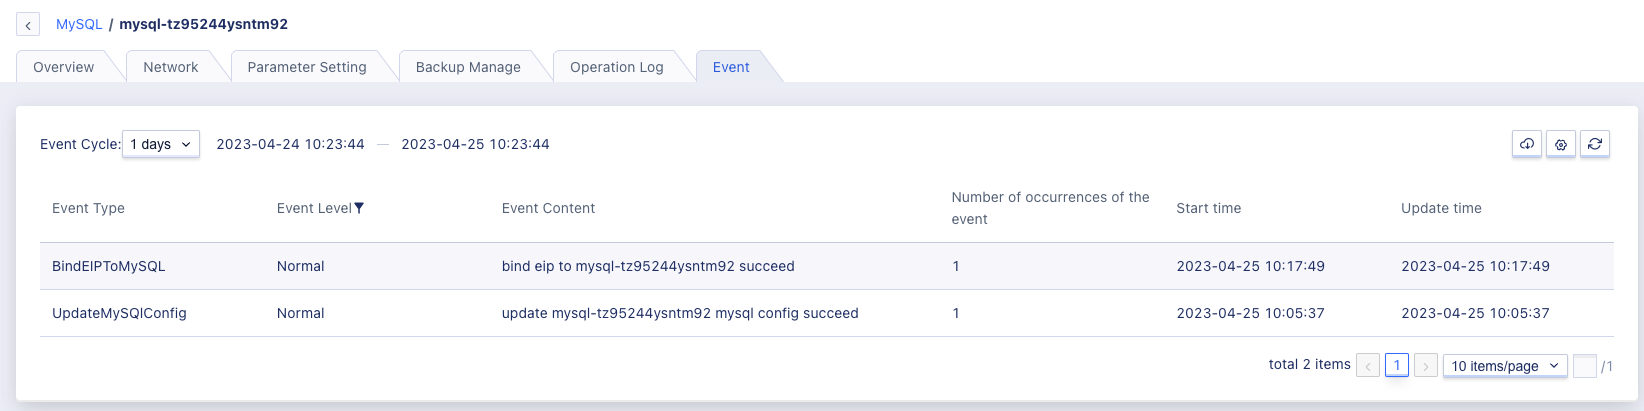 MySQL / mysql-tz95244ysntm92
Overview Network Parameter Setting Backup Manage Operation Log Event
Event Cycle: 1 days 2023-04-24 10:23:44 — 2023-04-25 10:23:44
Event Type Event Level Event Content Number of occurrences of the event Start time Update time
BindEIPToMySQL Normal bind eip to mysql-tz95244ysntm92 succeed 1 2023-04-25 10:17:49 2023-04-25 10:17:49
UpdateMySQlConfig Normal update mysql-tz95244ysntm92 mysql config succeed 1 2023-04-25 10:05:37 2023-04-25 10:05:37
total 2 items 1 10 items/page /1